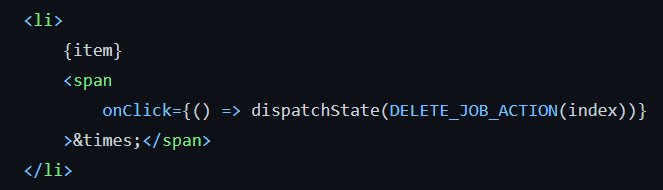 <li>
{item}
<span
onClick={() => dispatchState(DELETE_JOB_ACTION(index))}
>&times;</span>
</li>